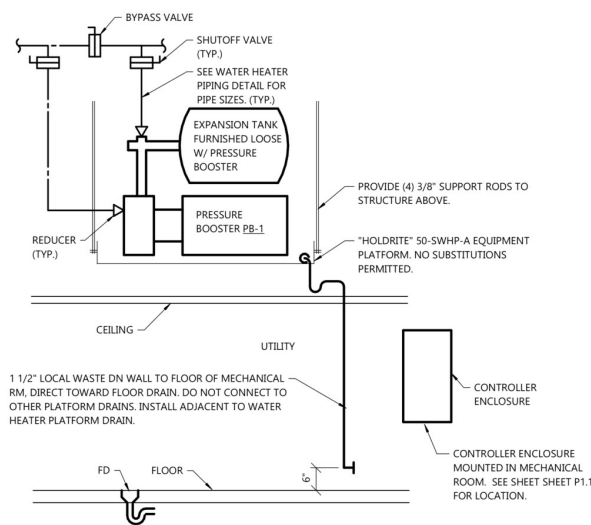 BYPASS VALVE
SHUTOFF VALVE
(TYP.)
SEE WATER HEATER
PIPING DETAIL FOR
PIPE SIZES. (TYP.)
EXPANSION TANK
FURNISHED LOOSE
W/ PRESSURE
BOOSTER
PROVIDE (4) 3/8" SUPPORT RODS TO
STRUCTURE ABOVE.
PRESSURE
BOOSTER PB-1
REDUCER
(TYP.)
"HOLDRITE" 50-SWHP-A EQUIPMENT
PLATFORM. NO SUBSTITUTIONS
PERMITTED.
CEILING
UTILITY
1 1/2" LOCAL WASTE DN WALL TO FLOOR OF MECHANICAL
RM, DIRECT TOWARD FLOOR DRAIN. DO NOT CONNECT TO
OTHER PLATFORM DRAINS. INSTALL ADJACENT TO WATER
HEATER PLATFORM DRAIN.
CONTROLLER
ENCLOSURE
CONTROLLER ENCLOSURE
MOUNTED IN MECHANICAL
ROOM. SEE SHEET SHEET P1.1
FOR LOCATION.
6"
FD
FLOOR